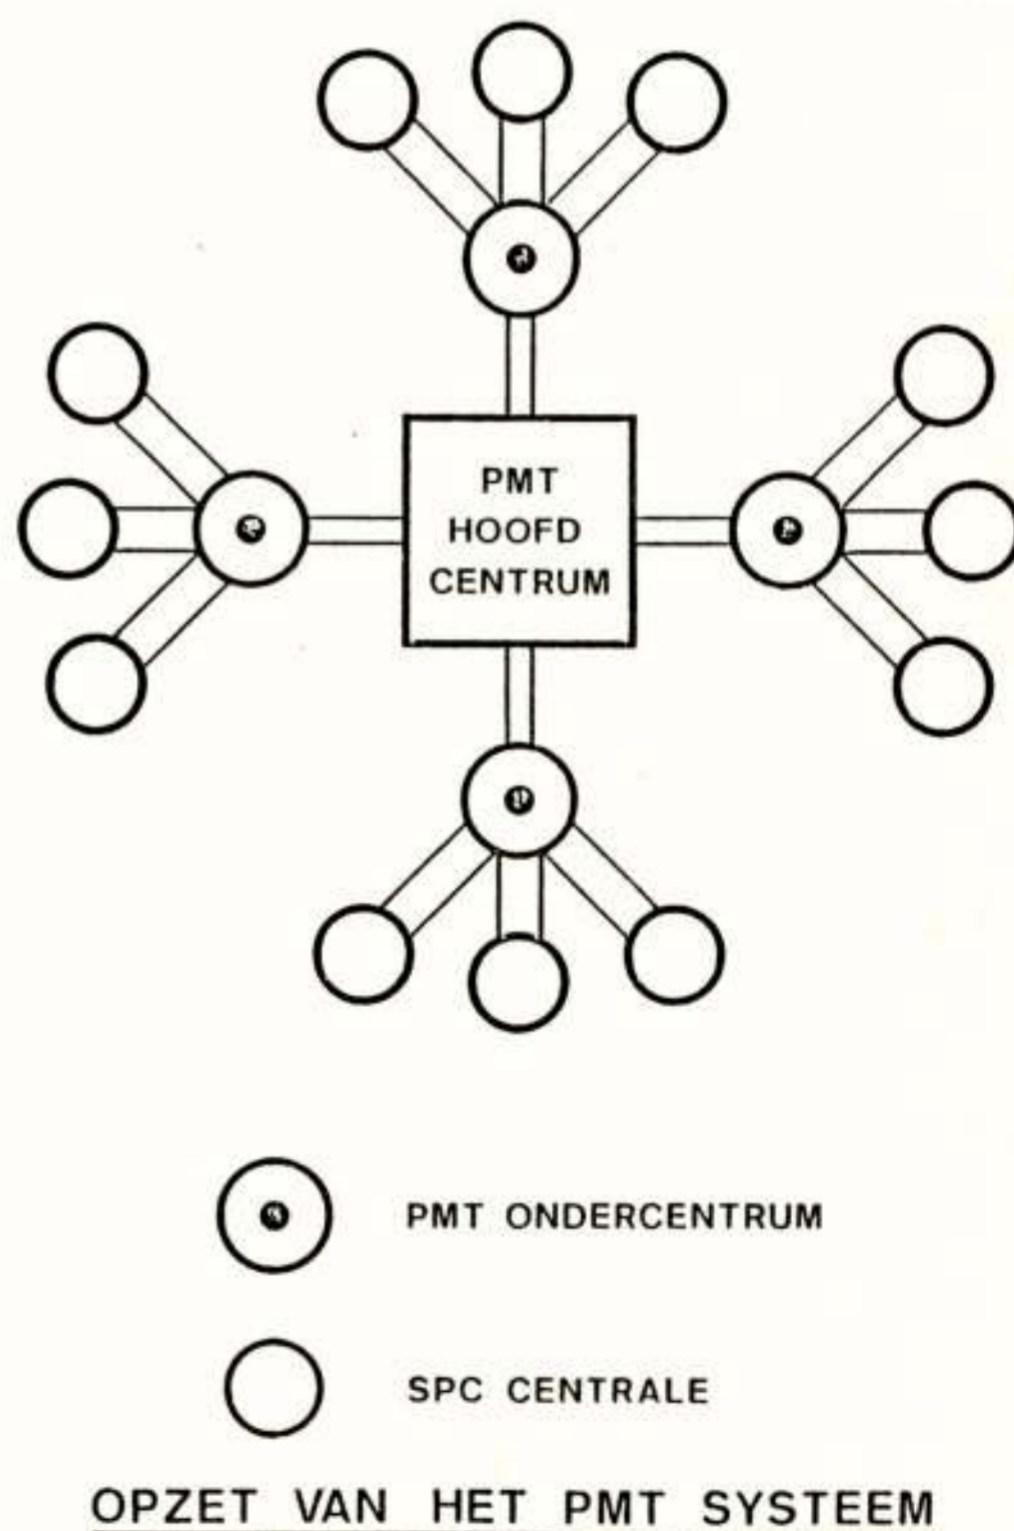 PMT
HOOFD
CENTRUM
PMT ONDERCENTRUM
SPC CENTRALE
OPZET VAN HET PMT SYSTEEM